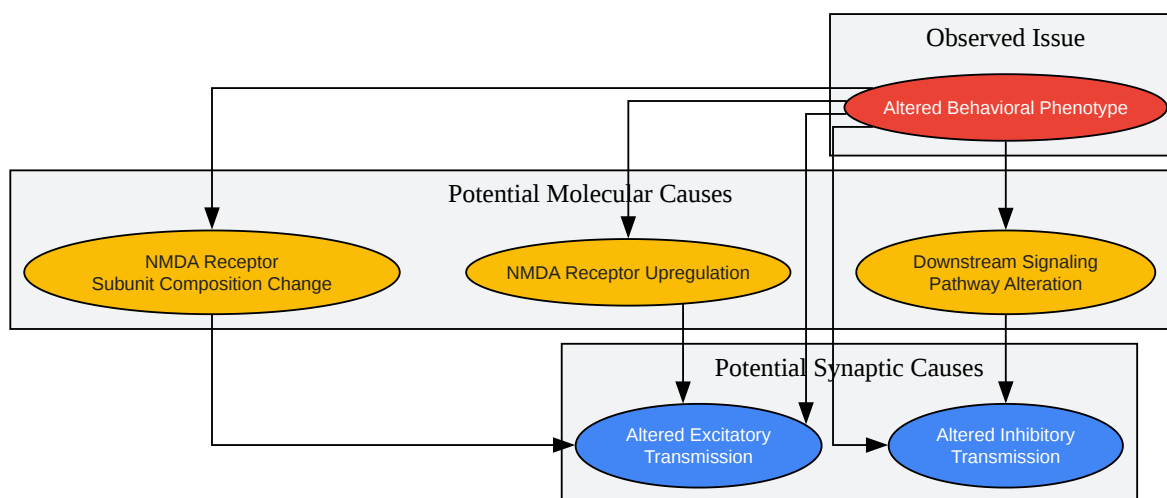 Observed Issue
Altered Behavioral Phenotype
Potential Molecular Causes
NMDA Receptor
Subunit Composition Change
NMDA Receptor Upregulation
Downstream Signaling
Pathway Alteration
Potential Synaptic Causes
Altered Excitatory
Transmission
Altered Inhibitory
Transmission